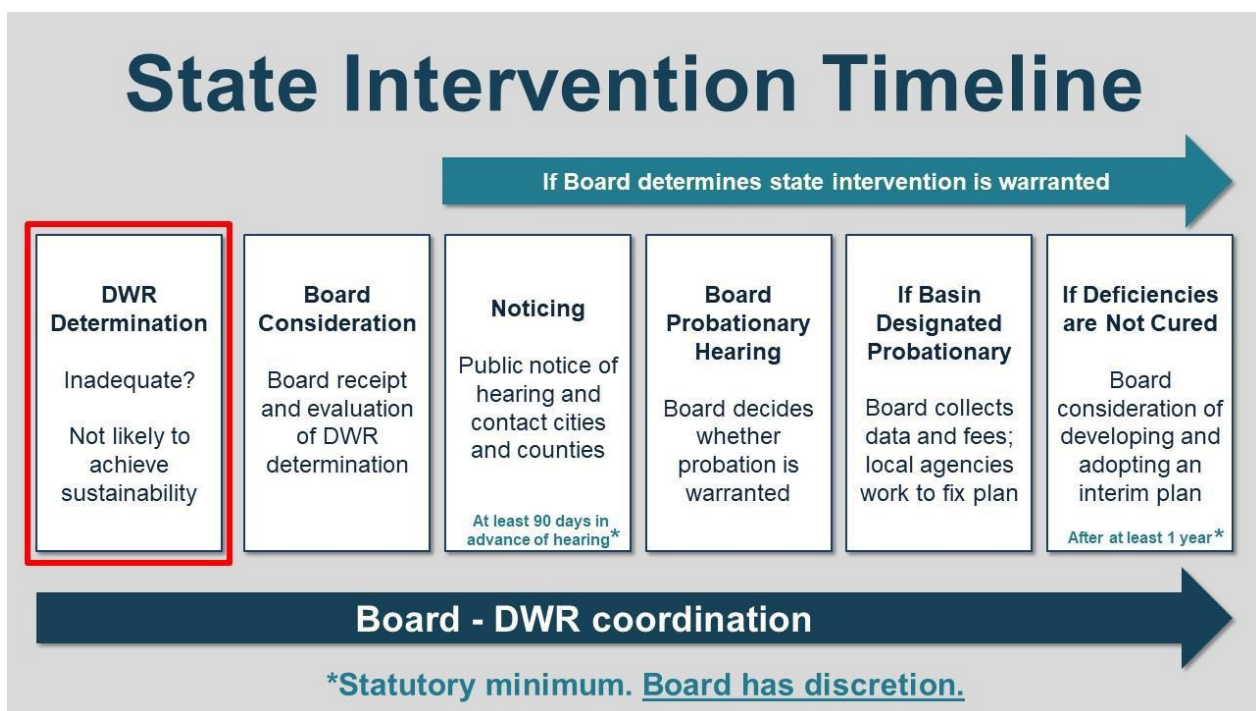 State Intervention Timeline
If Board determines state intervention is warranted
DWR
Determination
Inadequate?
Not likely to
achieve
sustainability
Board
Consideration
Board receipt
and evaluation
of DWR
determination
Noticing
Public notice of
hearing and
contact cities
and counties
At least 90 days in
advance of hearing*
Board
Probationary
Hearing
Board decides
whether
probation is
warranted
If Basin
Designated
Probationary
Board collects
data and fees;
local agencies
work to fix plan
If Deficiencies
are Not Cured
Board
consideration of
developing and
adopting an
interim plan
After at least 1 year*
Board - DWR coordination
*Statutory minimum. Board has discretion.